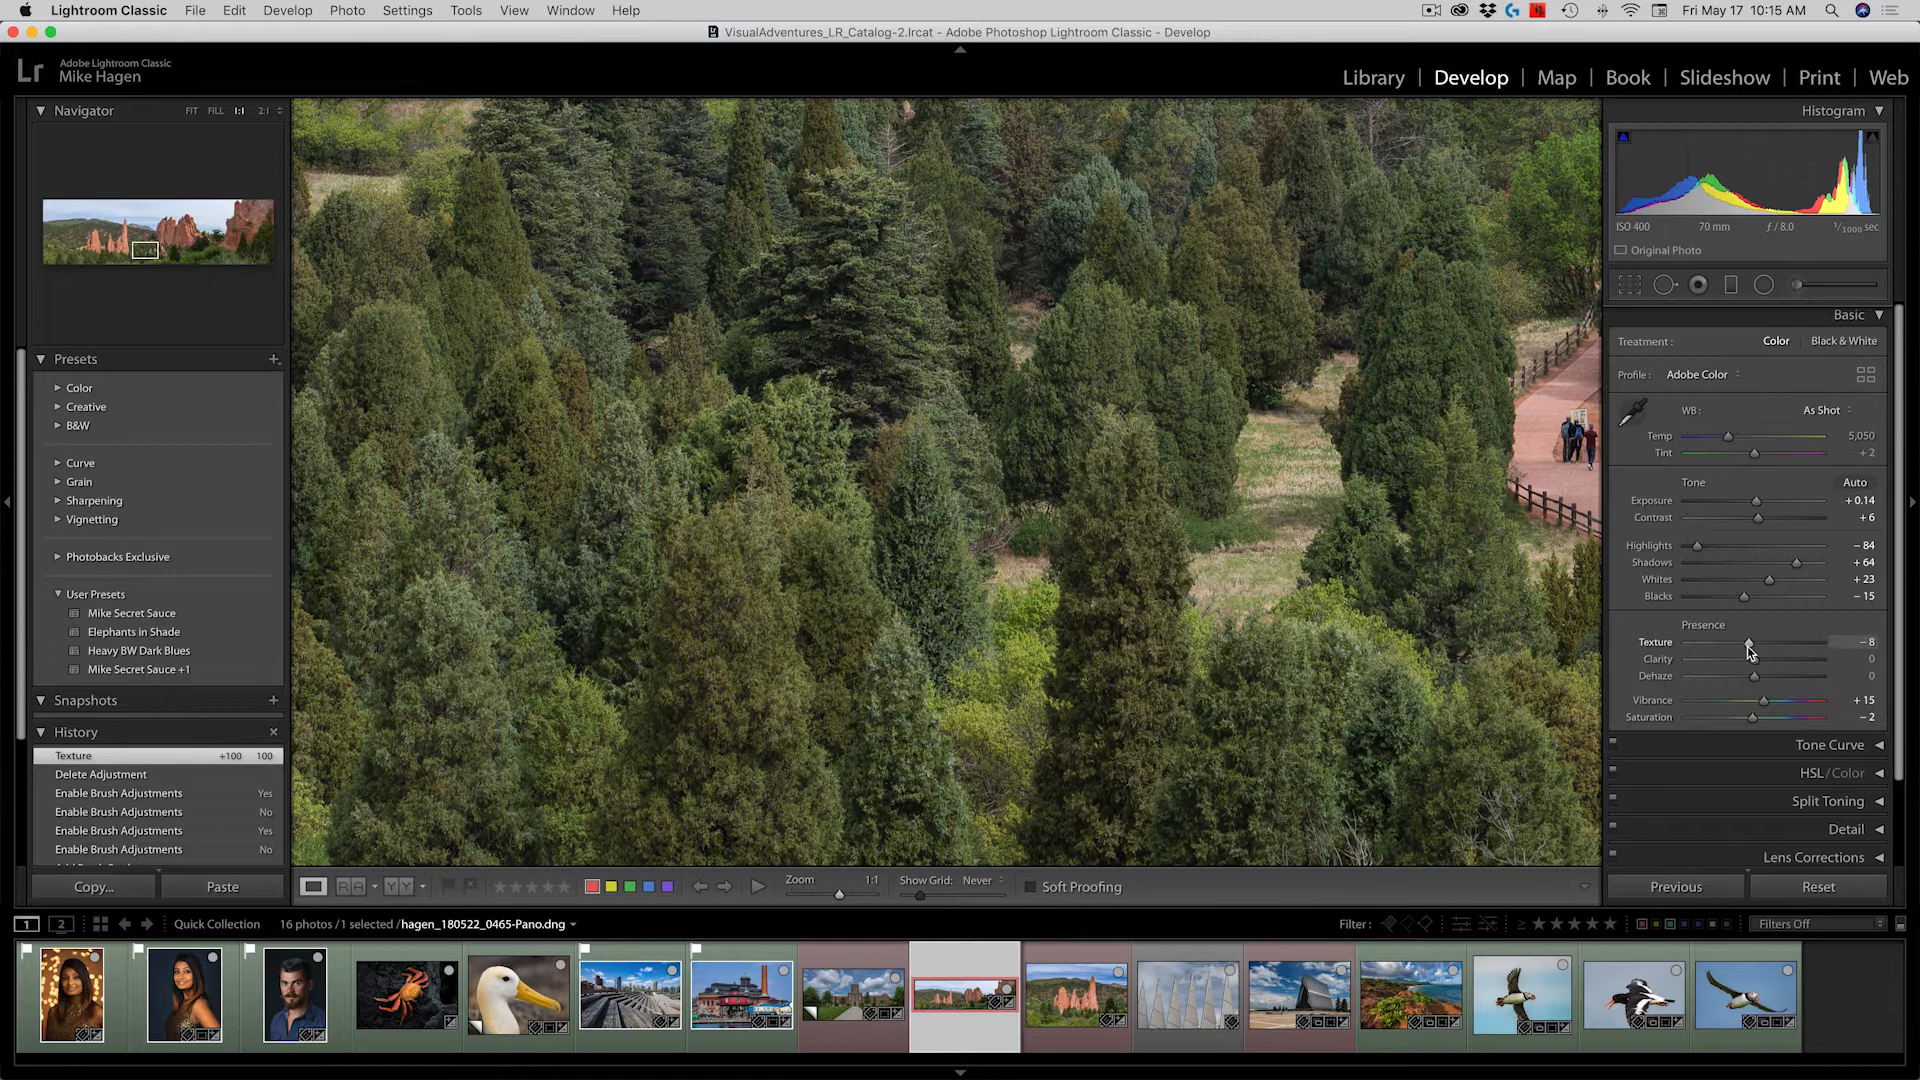 Lightroom Classic File Edit Develop Photo Settings Tools View Window Help Fri May 17 10:15 AM
VisualAdventures_LR_Catalog-2.lrcat - Adobe Photoshop Lightroom Classic - Develop
Lr
Adobe Lightroom Classic
Mike Hagen
Library | Develop | Map | Book | Slideshow | Print | Web
Navigator FIT FILL 1:1 2:1
Presets +
Color
Creative
B&W
Curve
Grain
Sharpening
Vignetting
Photobacks Exclusive
User Presets
Mike Secret Sauce
Elephants in Shade
Heavy BW Dark Blues
Mike Secret Sauce +1
Snapshots +
History ×
Texture +100 100
Delete Adjustment
Enable Brush Adjustments Yes
Enable Brush Adjustments No
Enable Brush Adjustments Yes
Enable Brush Adjustments No
Copy... Paste
RA YY Zoom 1:1 Show Grid: Never Soft Proofing
Histogram
ISO 400 70 mm ƒ / 8.0 1/1000 sec
Original Photo
Basic
Treatment : Color Black & White
Profile : Adobe Color
WB : As Shot
Temp 5,050
Tint + 2
Tone Auto
Exposure + 0.14
Contrast + 6
Highlights − 84
Shadows + 64
Whites + 23
Blacks − 15
Presence
Texture − 8
Clarity 0
Dehaze 0
Vibrance + 15
Saturation − 2
Tone Curve
HSL / Color
Split Toning
Detail
Lens Corrections
Previous Reset
1 2 Quick Collection 16 photos / 1 selected / hagen_180522_0465-Pano.dng Filter : ≥ Filters Off